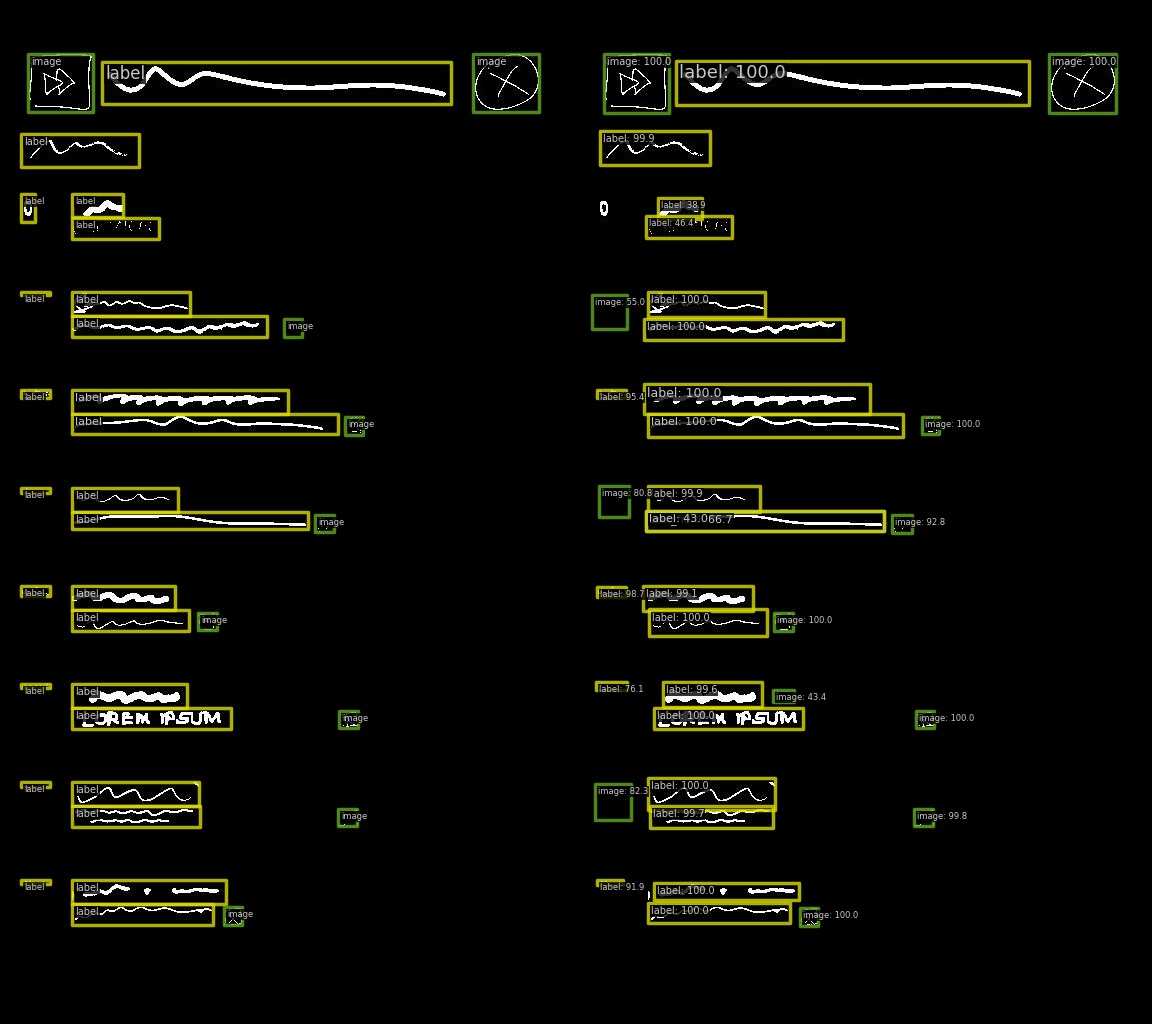 image label image image: 100.0 label: 100.0 image: 100.0
label label: 99.9
label label label: 38.9
label label: 46.4
label label image: 55.0 label: 100.0
label image label: 100.0
label label label: 95.4 label: 100.0
label image label: 100.0 image: 100.0
label label image: 80.8 label: 99.9
label image label: 43.0 66.7 image: 92.8
label label label: 98.7 label: 99.1
label image label: 100.0 image: 100.0
label label label: 76.1 label: 99.6 image: 43.4
label LOREM IPSUM image label: 100.0 LOREM IPSUM image: 100.0
label label image: 82.3 label: 100.0
label image label: 99.7 image: 99.8
label label label: 91.9 label: 100.0
label image label: 100.0 image: 100.0